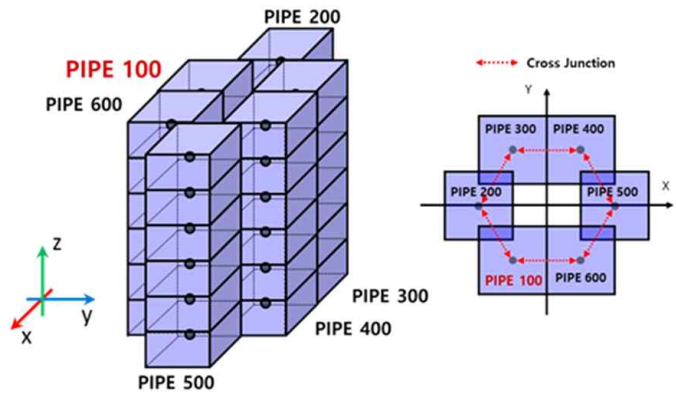 PIPE 200
PIPE 100
PIPE 600
PIPE 300
PIPE 400
PIPE 500
z
y
x
Cross Junction
Y
X
PIPE 300
PIPE 400
PIPE 200
PIPE 500
PIPE 100
PIPE 600